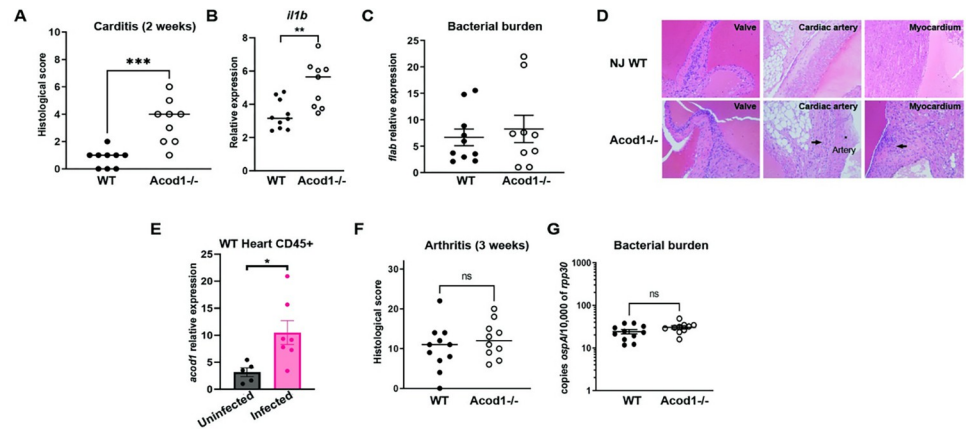 A
Carditis (2 weeks)
***
Histological score
8
6
4
2
0
WT
Acod1-/-
B
il1b
**
Relative expression
8
6
4
2
0
WT
Acod1-/-
C
Bacterial burden
flab relative expression
25
20
15
10
5
0
WT
Acod1-/-
D
NJ WT
Valve
Cardiac artery
Myocardium
Acod1-/-
Valve
Cardiac artery
Myocardium
*
Artery
E
WT Heart CD45+
*
acod1 relative expression
25
20
15
10
5
0
Uninfected
Infected
F
Arthritis (3 weeks)
ns
Histological score
30
20
10
0
WT
Acod1-/-
G
Bacterial burden
ns
copies ospA/10,000 of rpp30
1000
100
10
1
WT
Acod1-/-